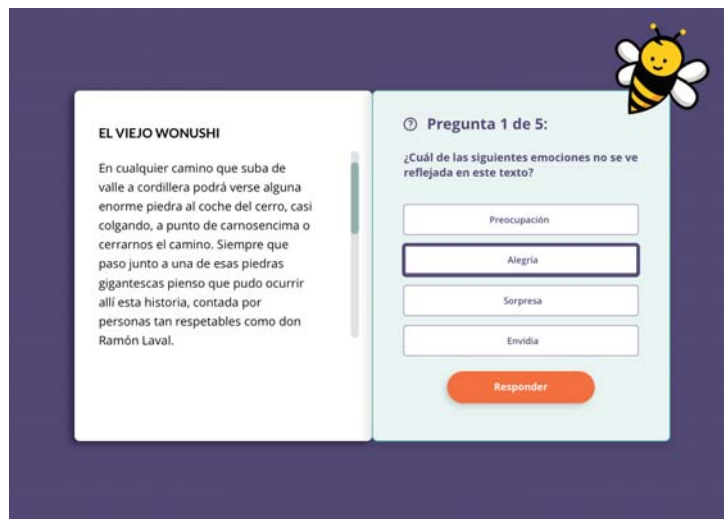 EL VIEJO WONUSHI
En cualquier camino que suba de
valle a cordillera podrá verse alguna
enorme piedra al coche del cerro, casi
colgando, a punto de carnosencima o
cerrarnos el camino. Siempre que
paso junto a una de esas piedras
gigantescas pienso que pudo ocurrir
allí esta historia, contada por
personas tan respetables como don
Ramón Laval.
Pregunta 1 de 5:
¿Cuál de las siguientes emociones no se ve
reflejada en este texto?
Preocupación
Alegría
Sorpresa
Envidia
Responder